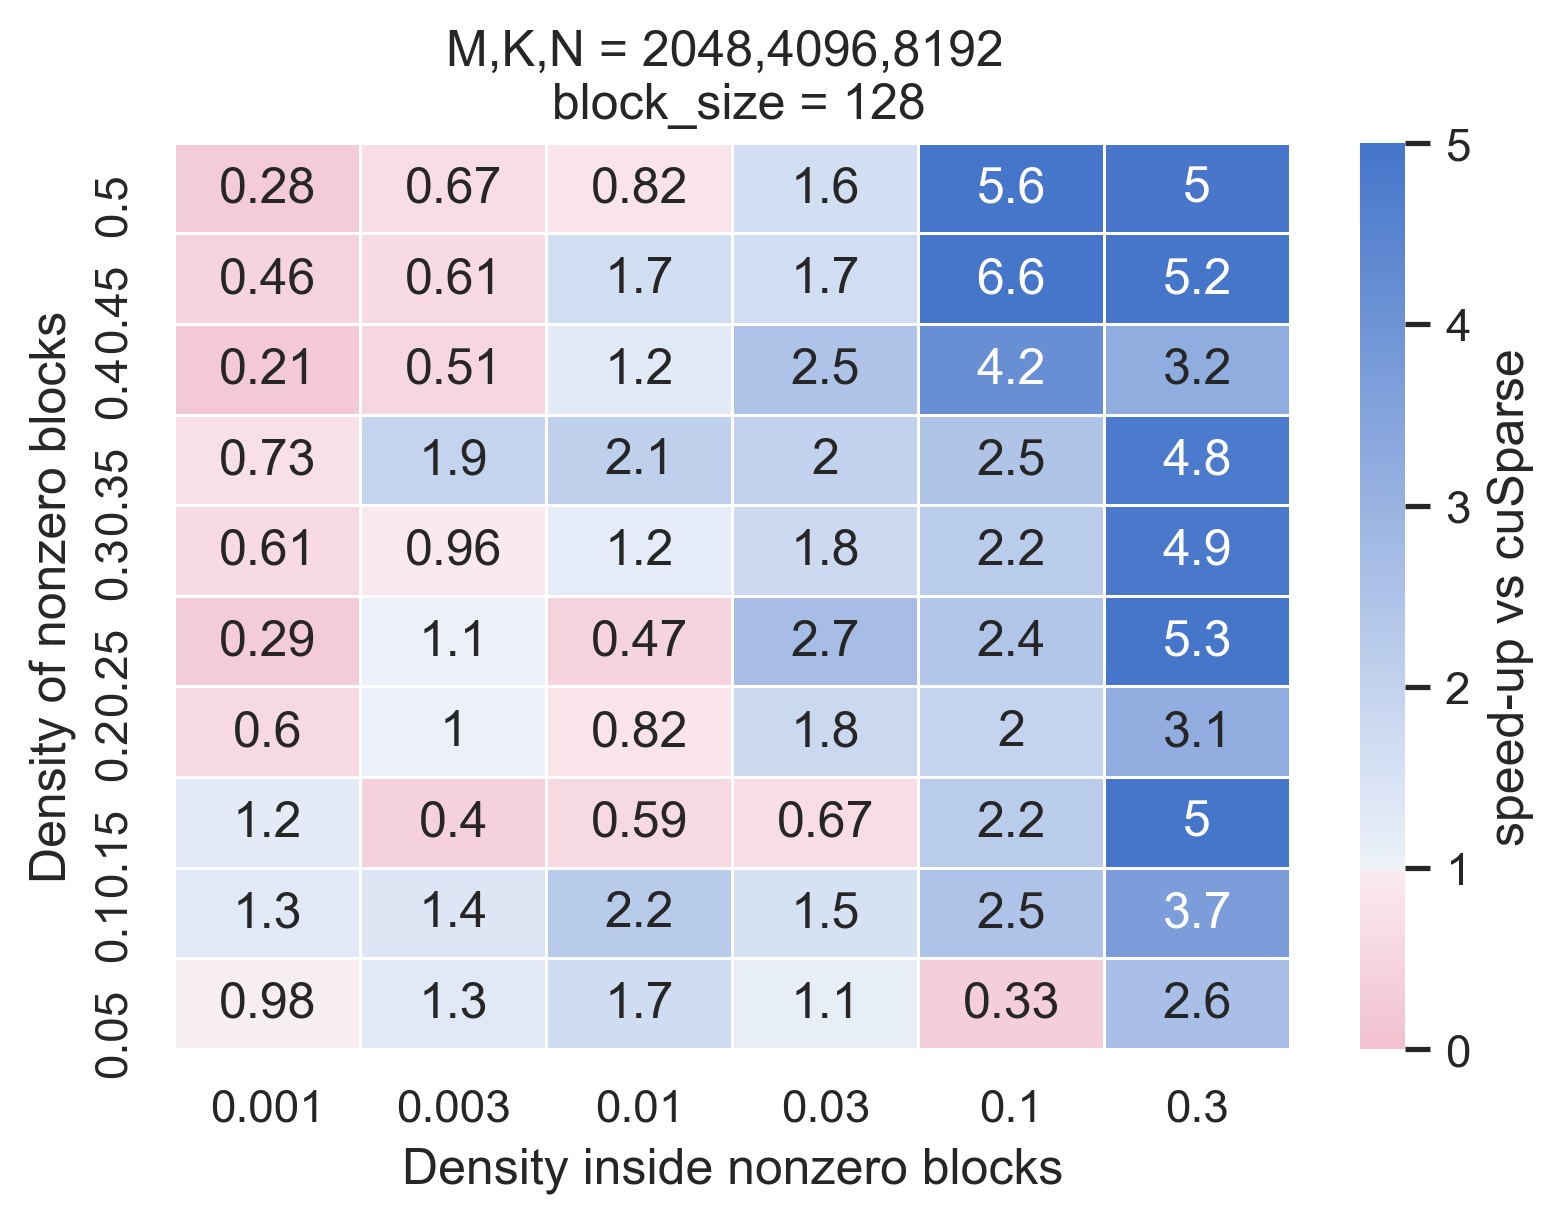 M,K,N = 2048,4096,8192
block_size = 128
Density of nonzero blocks
0.5 0.28 0.67 0.82 1.6 5.6 5
0.45 0.46 0.61 1.7 1.7 6.6 5.2
0.4 0.21 0.51 1.2 2.5 4.2 3.2
0.35 0.73 1.9 2.1 2 2.5 4.8
0.3 0.61 0.96 1.2 1.8 2.2 4.9
0.25 0.29 1.1 0.47 2.7 2.4 5.3
0.2 0.6 1 0.82 1.8 2 3.1
0.15 1.2 0.4 0.59 0.67 2.2 5
0.1 1.3 1.4 2.2 1.5 2.5 3.7
0.05 0.98 1.3 1.7 1.1 0.33 2.6
0.001 0.003 0.01 0.03 0.1 0.3
Density inside nonzero blocks
5
4
3
2
1
0
speed-up vs cuSparse